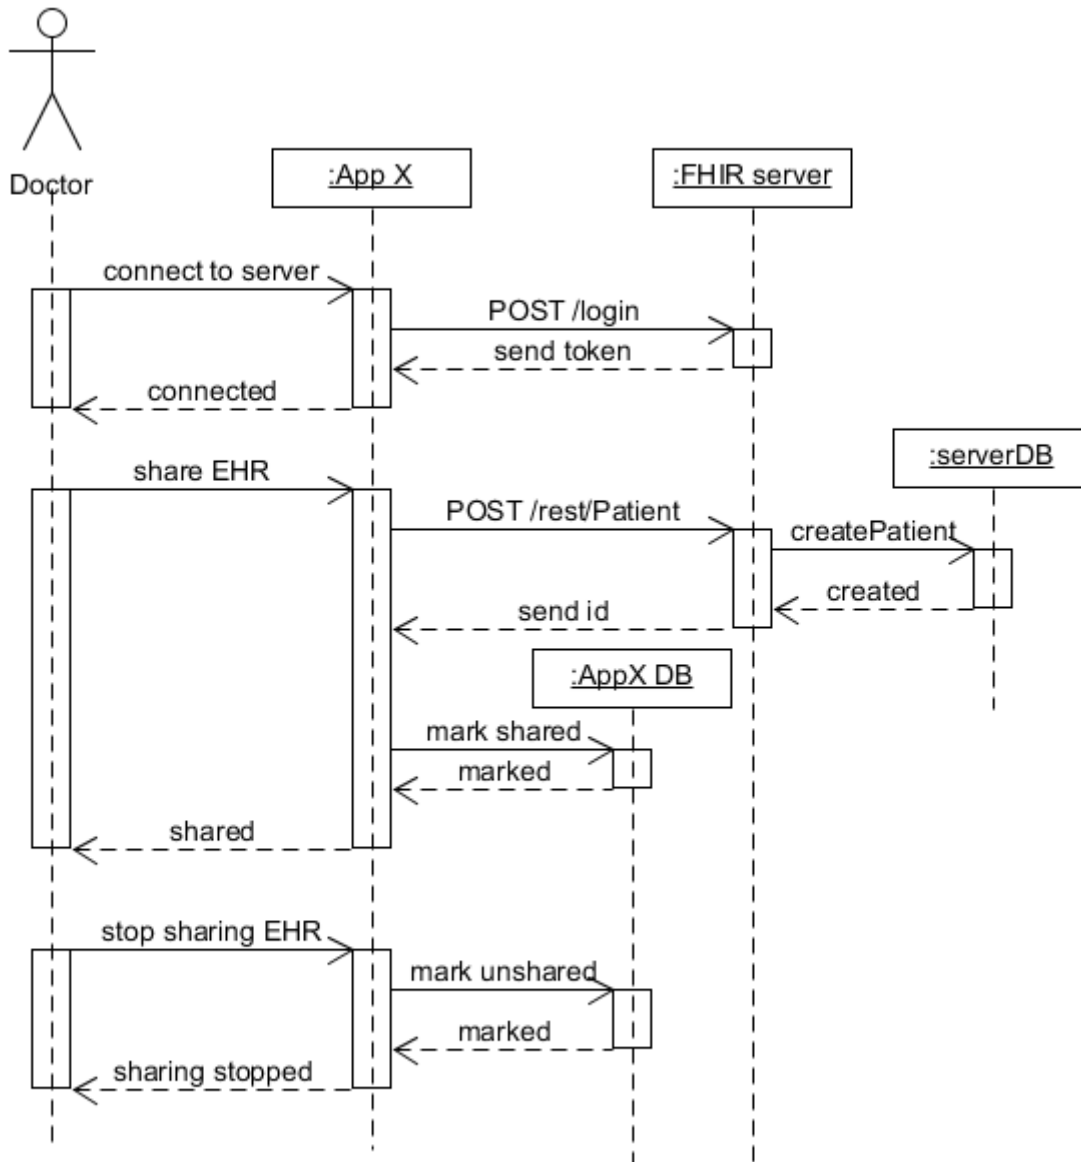 Doctor
:App X
:FHIR server
connect to server
POST /login
send token
connected
:serverDB
share EHR
POST /rest/Patient
createPatient
created
send id
:AppX DB
mark shared
marked
shared
stop sharing EHR
mark unshared
marked
sharing stopped